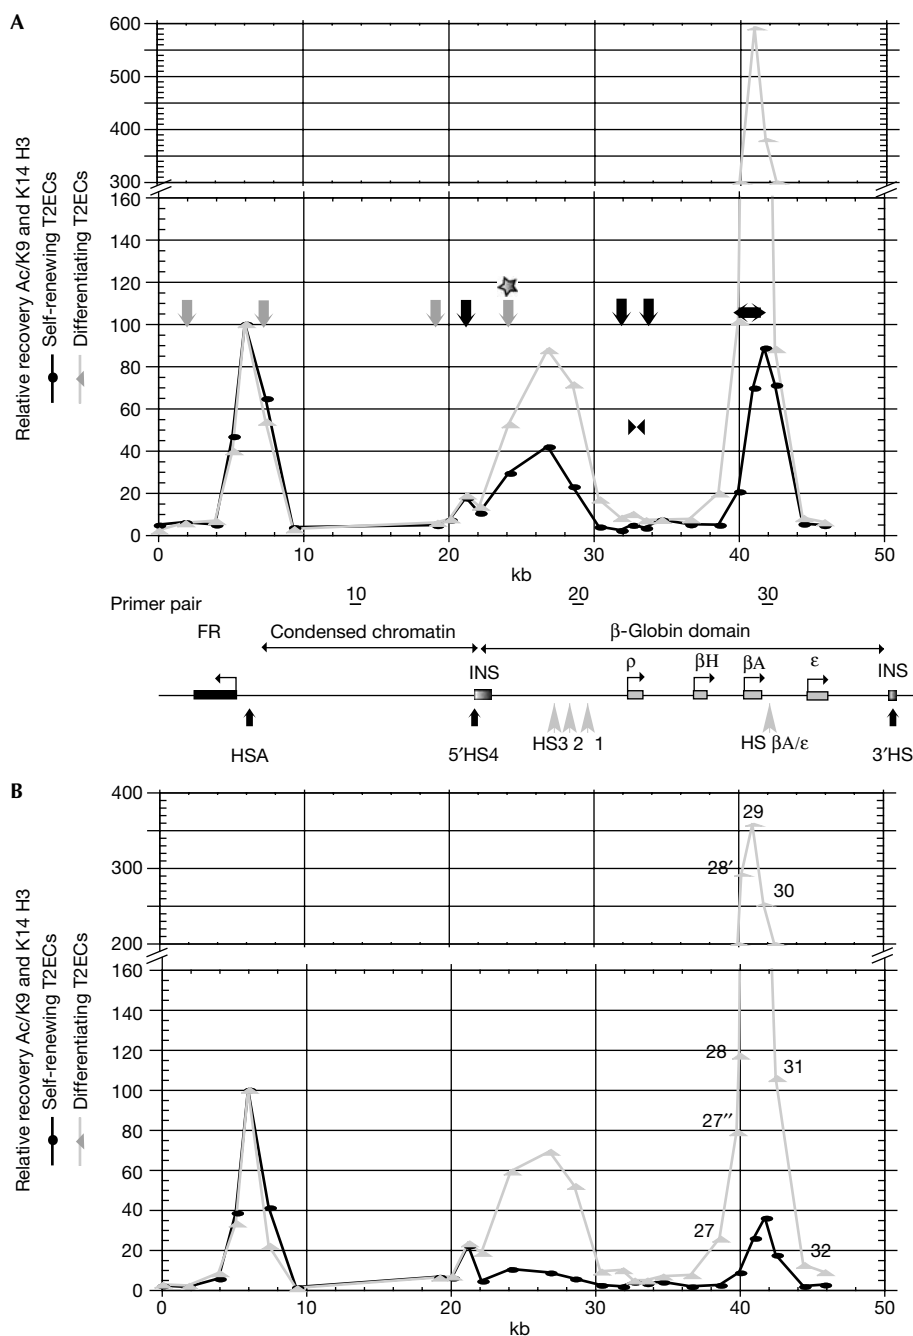 A
Relative recovery Ac/K9 and K14 H3
Self-renewing T2ECs
Differentiating T2ECs
600
500
400
300
160
140
120
100
80
60
40
20
0
0 10 20 30 40 50
kb
Primer pair 10 20 30
FR Condensed chromatin β-Globin domain
INS ρ βH βA ε INS
HSA 5′HS4 HS3 2 1 HS βA/ε 3′HS
B
Relative recovery Ac/K9 and K14 H3
Self-renewing T2ECs
Differentiating T2ECs
400
300
200
160
140
120
100
80
60
40
20
0
29
28′
30
28
31
27′′
27
32
0 10 20 30 40 50
kb